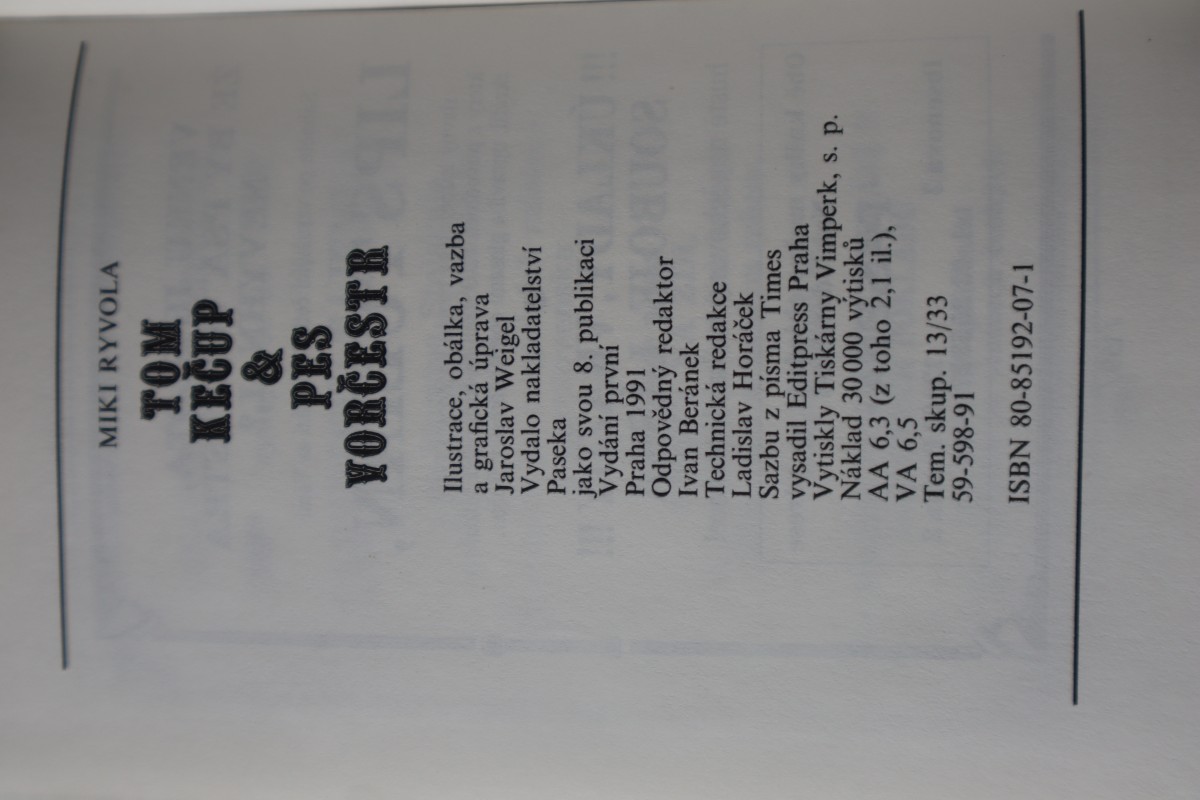 MIKI RYVOLA
TOM
KEČUP
&
PES
VORČESTR
Ilustrace, obálka, vazba
a grafická úprava
Jaroslav Weigel
Vydalo nakladatelství
Paseka
jako svou 8. publikaci
Vydání první
Praha 1991
Odpovědný redaktor
Ivan Beránek
Technická redakce
Ladislav Horáček
Sazbu z písma Times
vysadil Editpress Praha
Vytiskly Tiskárny Vimperk, s. p.
Náklad 30 000 výtisků
AA 6,3 (z toho 2,1 il.),
VA 6,5
Tem. skup. 13/33
59-598-91
ISBN 80-85192-07-1